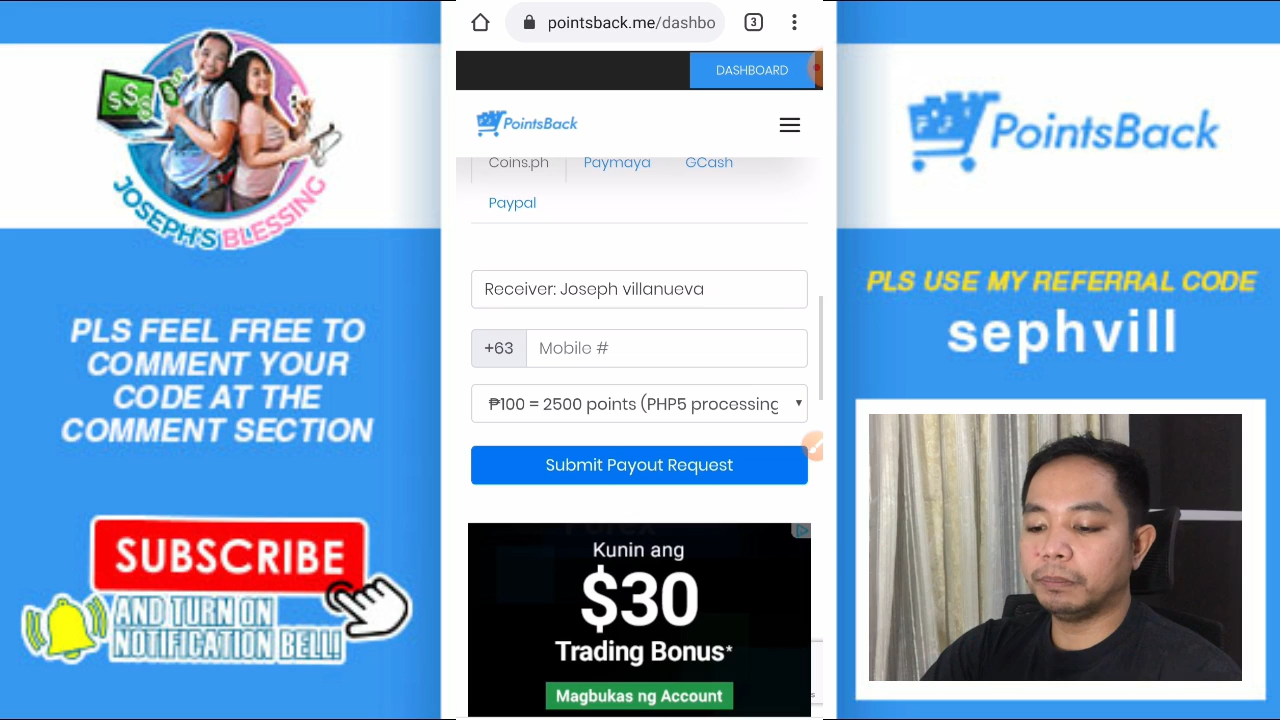 JOSEPH'S BLESSING
PLS FEEL FREE TO
COMMENT YOUR
CODE AT THE
COMMENT SECTION
SUBSCRIBE
AND TURN ON
NOTIFICATION BELL!
pointsback.me/dashbo
3
DASHBOARD
PointsBack
Coins.ph
Paymaya
GCash
Paypal
Receiver: Joseph villanueva
+63
Mobile #
₱100 = 2500 points (PHP5 processing
Submit Payout Request
Kunin ang
$30
Trading Bonus*
Magbukas ng Account
PointsBack
PLS USE MY REFERRAL CODE
sephvill